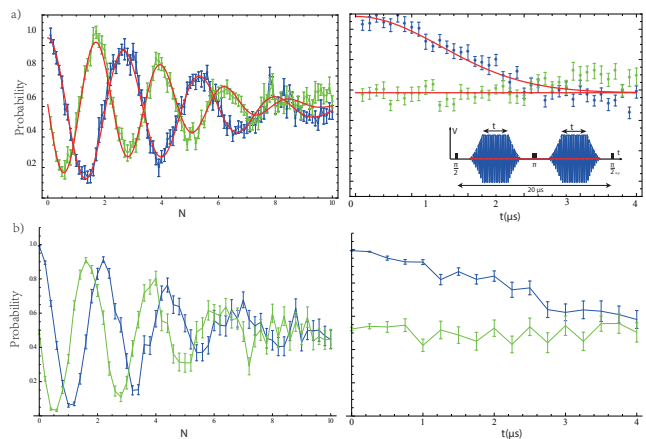 a)
Probability
1.0
0.8
0.6
0.4
0.2
0 2 4 6 8 10
N
V
t t
t
π/2 π π/2
20 μs
0 1 2 3 4
t(μs)
b)
Probability
1.0
0.8
0.6
0.4
0.2
0 2 4 6 8 10
N
0 1 2 3 4
t(μs)